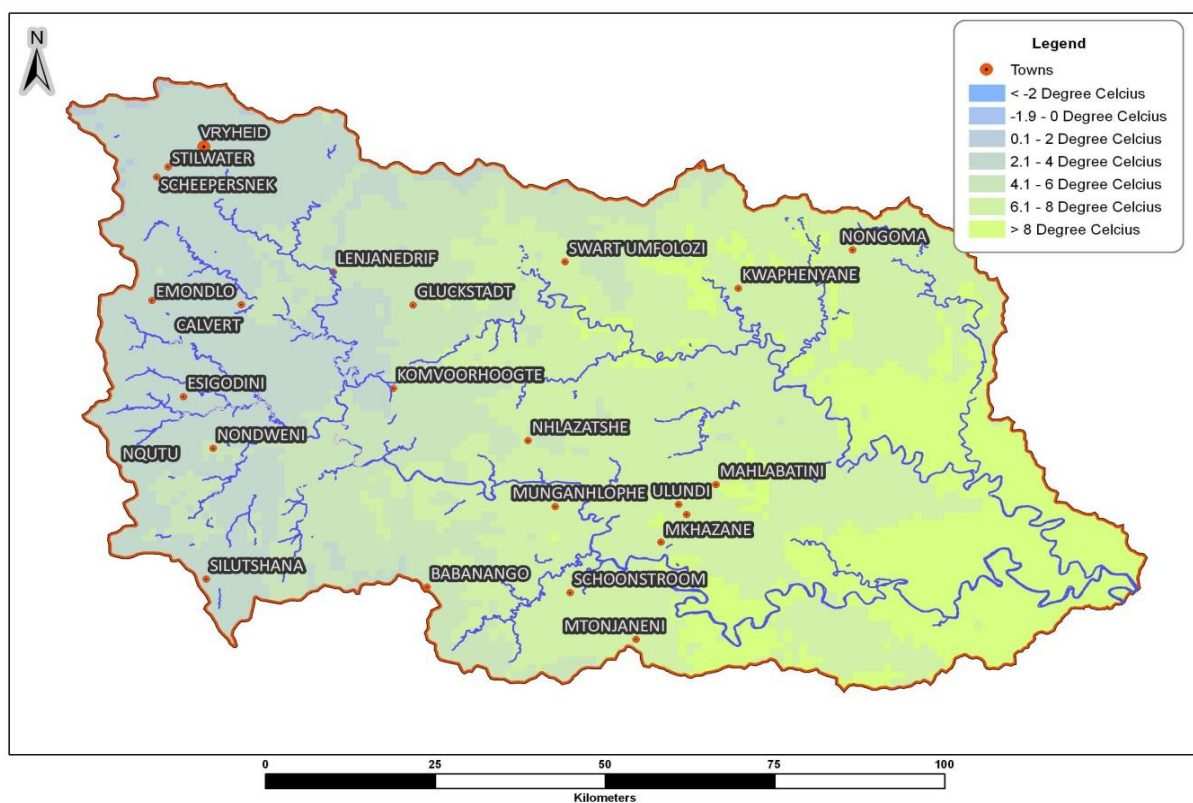 N
Legend
Towns
< -2 Degree Celcius
-1.9 - 0 Degree Celcius
0.1 - 2 Degree Celcius
2.1 - 4 Degree Celcius
4.1 - 6 Degree Celcius
6.1 - 8 Degree Celcius
> 8 Degree Celcius
VRYHEID
STILWATER
SCHEEPERSNEK
NONGOMA
SWART UMFOLOZI
LENJANEDRIF
KWAPHENYANE
EMONDLO
GLUCKSTADT
CALVERT
KOMVOORHOOGTE
ESIGODINI
NONDWENI
NHLAZATSHE
NQUTU
MAHLABATINI
MUNGANHLOPHE
ULUNDI
MKHAZANE
SILUTSHANA
BABANANGO
SCHOONSTROOM
MTONJANENI
0 25 50 75 100
Kilometers